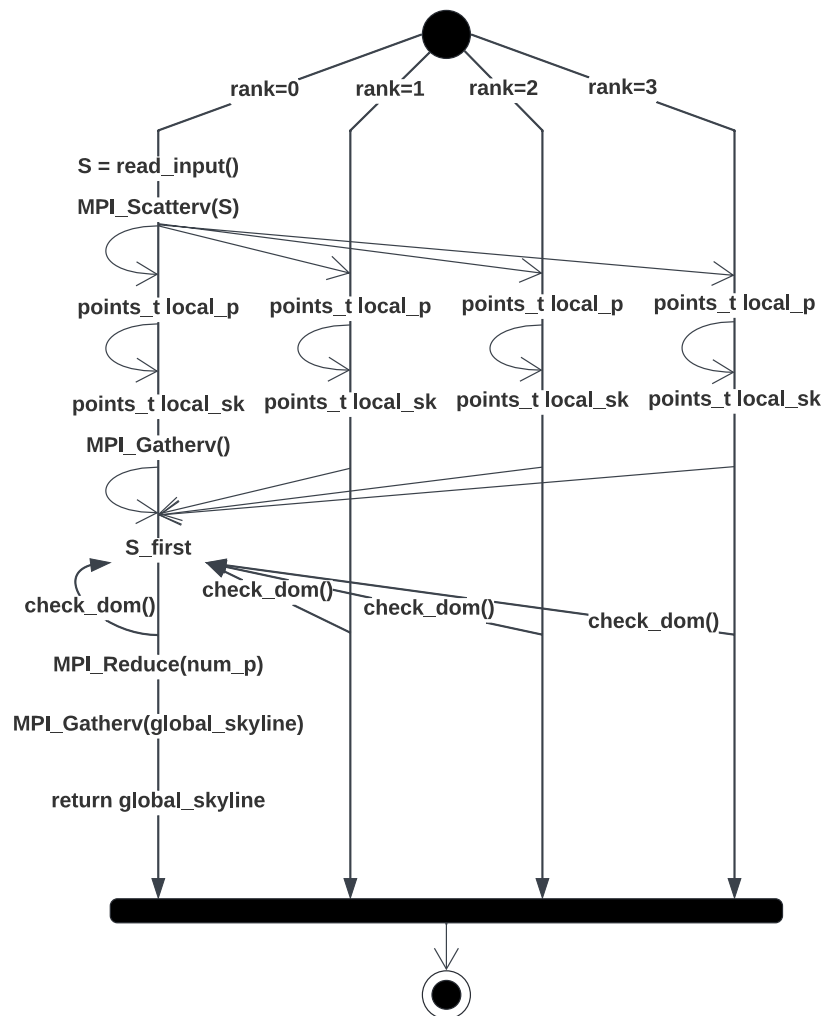 rank=0
rank=1
rank=2
rank=3
S = read_input()
MPI_Scatterv(S)
points_t local_p
points_t local_p
points_t local_p
points_t local_p
points_t local_sk
points_t local_sk
points_t local_sk
points_t local_sk
MPI_Gatherv()
S_first
check_dom()
check_dom()
check_dom()
check_dom()
MPI_Reduce(num_p)
MPI_Gatherv(global_skyline)
return global_skyline